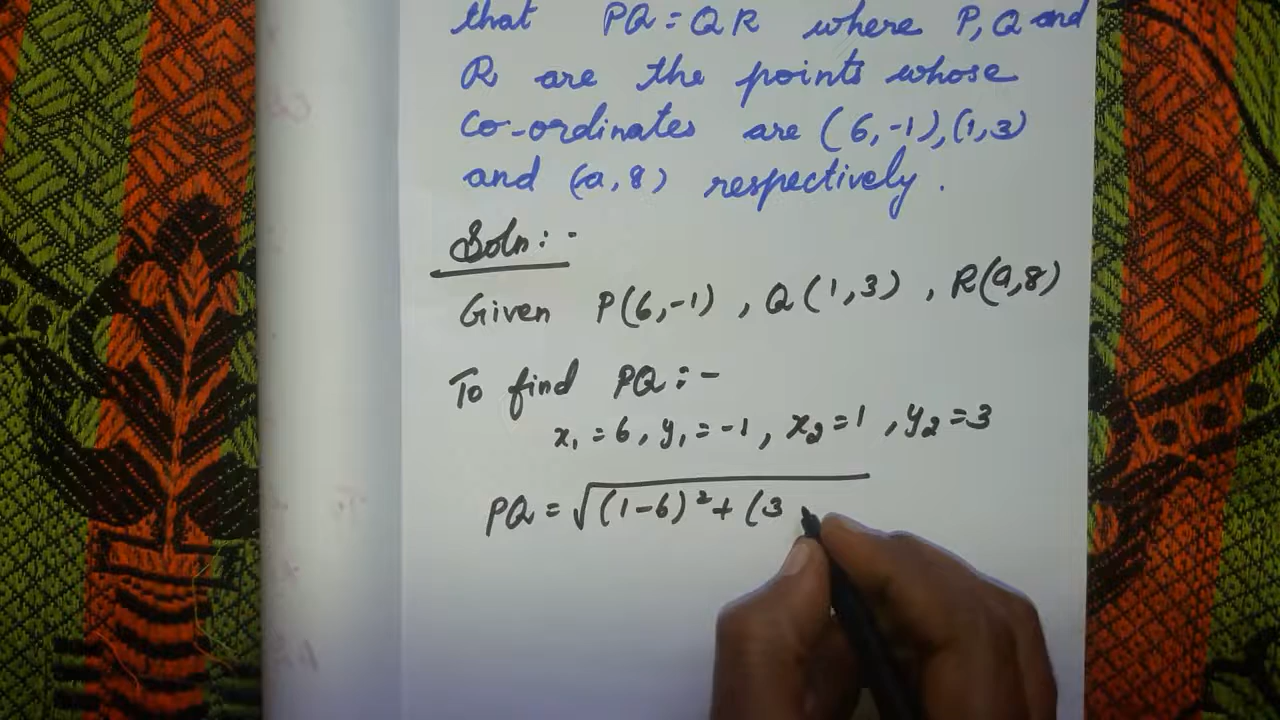 that PQ = QR where P, Q and
R are the points whose
Co-ordinates are (6,-1), (1,3)
and (a,8) respectively.
Soln:-
Given P(6,-1) , Q(1,3) , R(a,8)
To find PQ :-
x₁ = 6, y₁ = -1, x₂ = 1, y₂ = 3
PQ = √(1-6)² + (3